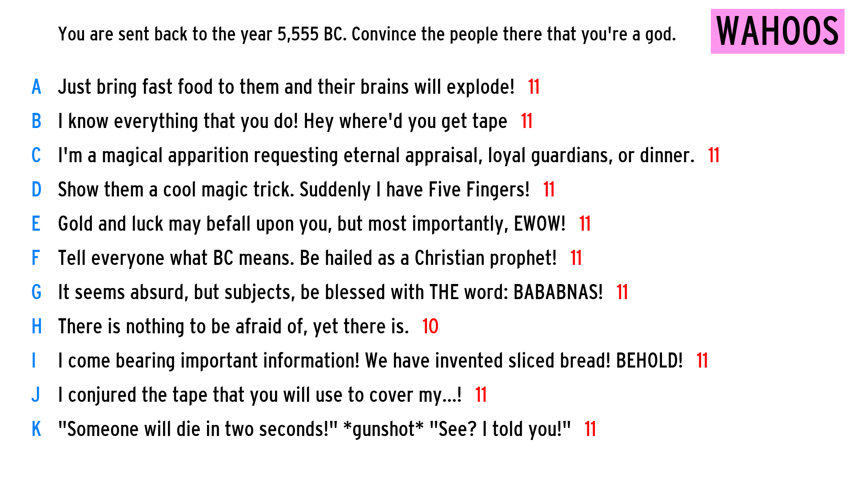 You are sent back to the year 5,555 BC. Convince the people there that you're a god. WAHOOS
A Just bring fast food to them and their brains will explode! 11
B I know everything that you do! Hey where'd you get tape 11
C I'm a magical apparition requesting eternal appraisal, loyal guardians, or dinner. 11
D Show them a cool magic trick. Suddenly I have Five Fingers! 11
E Gold and luck may befall upon you, but most importantly, EWOW! 11
F Tell everyone what BC means. Be hailed as a Christian prophet! 11
G It seems absurd, but subjects, be blessed with THE word: BABABNAS! 11
H There is nothing to be afraid of, yet there is. 10
I I come bearing important information! We have invented sliced bread! BEHOLD! 11
J I conjured the tape that you will use to cover my...! 11
K "Someone will die in two seconds!" *gunshot* "See? I told you!" 11